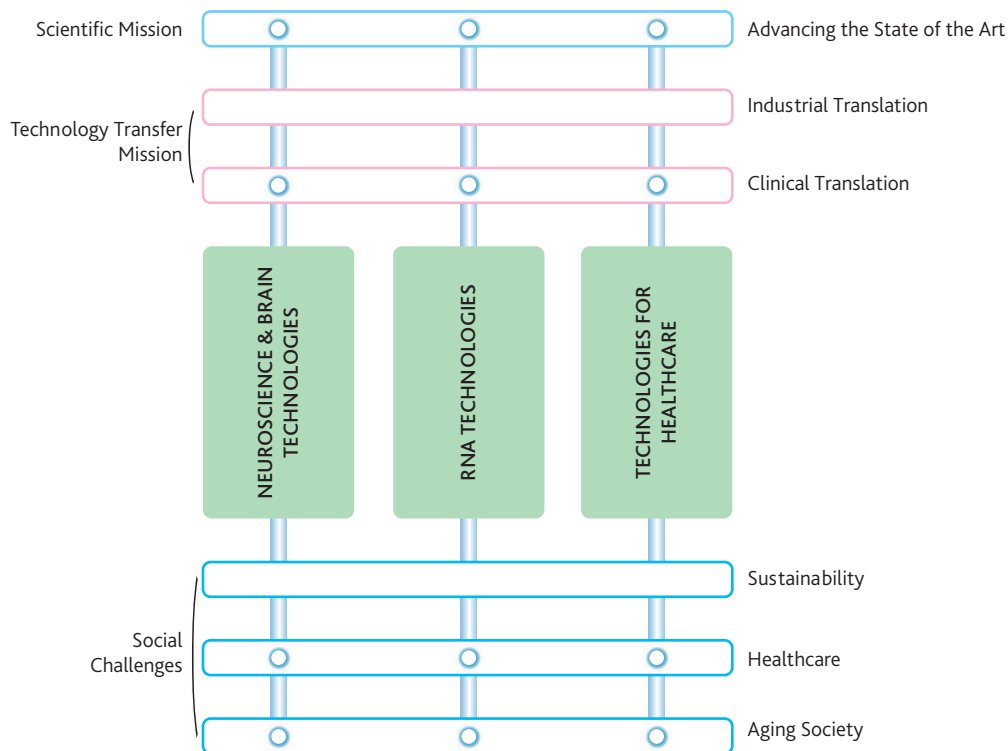 Scientific Mission
Advancing the State of the Art
Industrial Translation
Technology Transfer
Mission
Clinical Translation
NEUROSCIENCE & BRAIN
TECHNOLOGIES
RNA TECHNOLOGIES
TECHNOLOGIES FOR
HEALTHCARE
Sustainability
Social
Challenges
Healthcare
Aging Society